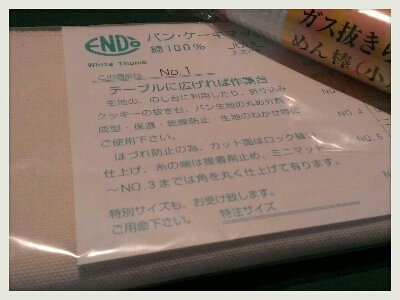 ENDO
パン・ケーキマッ
綿100%
White Thumb
この商品は No.1
テーブルに広げれば作業台
生地の、のし台に利用したり、折り込み
クッキーの抜き台、パン生地の丸め分割
成型・保温・乾燥防止・生地のねかせ時に
ご使用下さい。
ほづれ防止の為、カット面はロック縫
仕上げ、糸の端は接着剤止め、ミニマット
～NO.3までは角を丸く仕上げて有ります。
特別サイズも、お受け致します。
ご用命下さい。
特注サイズ
ガス抜き
めん棒(小